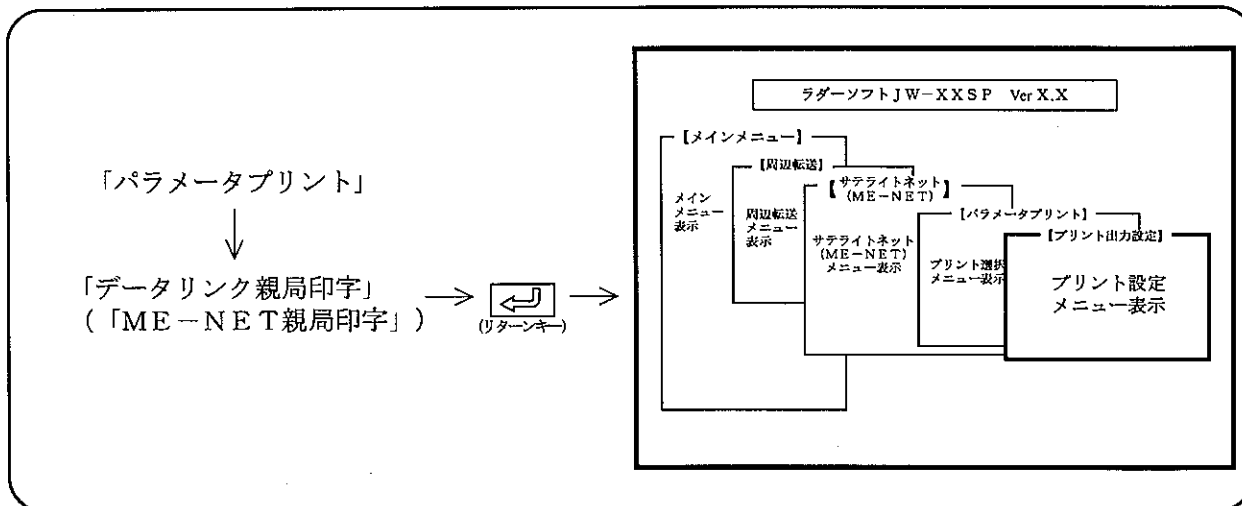 「パラメータプリント」
「データリンク親局印字」
（「ＭＥ－ＮＥＴ親局印字」）
(リターンキー)
ラダーソフトＪＷ－ＸＸＳＰ Ver X.X
【メインメニュー】
メイン
メニュー
表示
【周辺転送】
周辺転送
メニュー
表示
【サテライトネット
(ＭＥ－ＮＥＴ)】
サテライトネット
(ＭＥ－ＮＥＴ)
メニュー表示
【パラメータプリント】
プリント選択
メニュー表示
【プリント出力設定】
プリント設定
メニュー表示